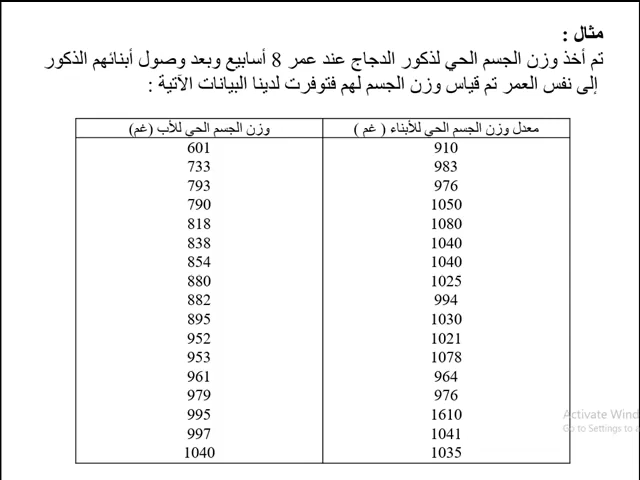 مثال :
تم أخذ وزن الجسم الحي لذكور الدجاج عند عمر 8 أسابيع وبعد وصول أبنائهم الذكور
إلى نفس العمر تم قياس وزن الجسم لهم فتوفرت لدينا البيانات الآتية :
معدل وزن الجسم الحي للأبناء ( غم ) وزن الجسم الحي للأب (غم)
910 601
983 733
976 793
1050 790
1080 818
1040 838
1040 854
1025 880
994 882
1030 895
1021 952
1078 953
964 961
976 979
1610 995
1041 997
1035 1040
Activate Wind
Go to Settings to